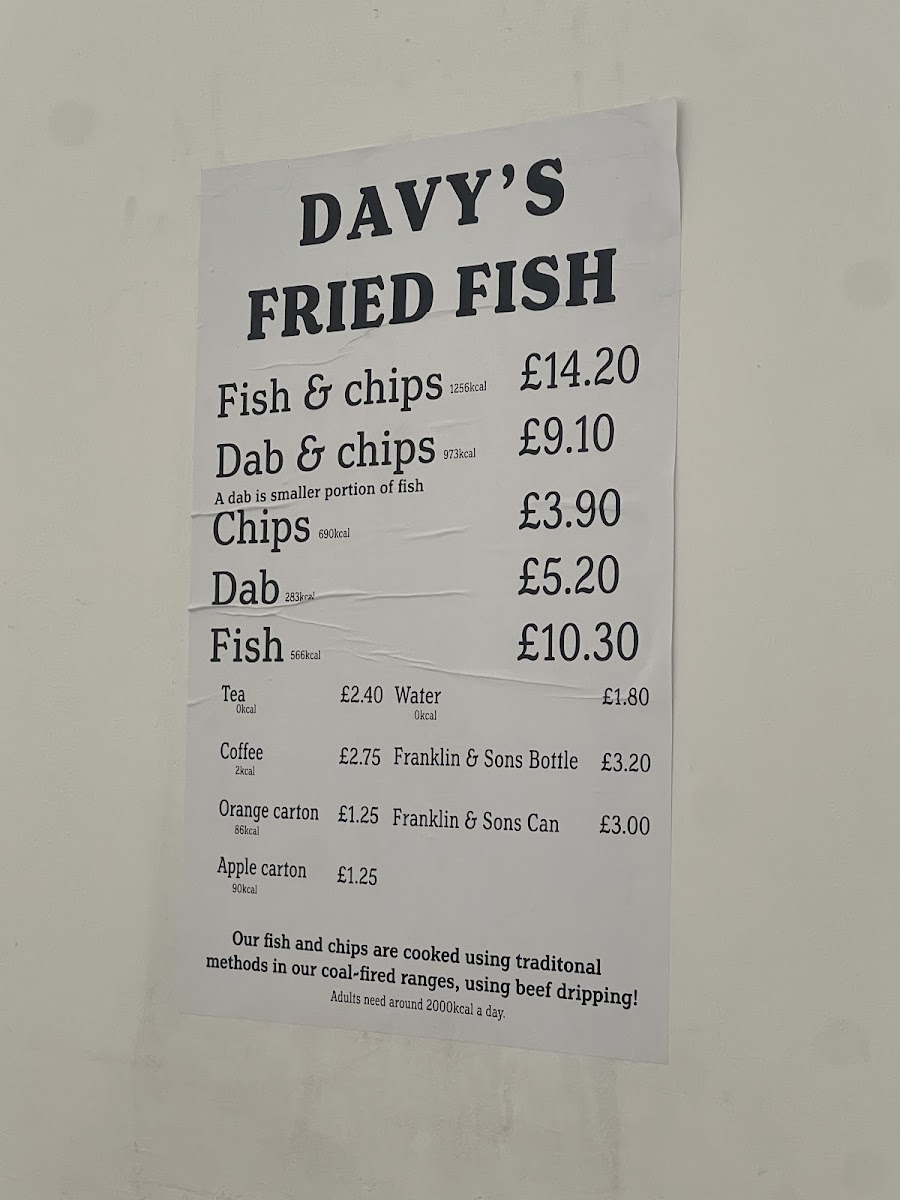 DAVY'S
FRIED FISH
Fish & chips 1256kcal £14.20
Dab & chips 973kcal £9.10
A dab is smaller portion of fish
Chips 690kcal £3.90
Dab 283kcal £5.20
Fish 566kcal £10.30
Tea £2.40 Water £1.80
0kcal 0kcal
Coffee £2.75 Franklin & Sons Bottle £3.20
2kcal
Orange carton £1.25 Franklin & Sons Can £3.00
86kcal
Apple carton £1.25
90kcal
Our fish and chips are cooked using traditonal
methods in our coal-fired ranges, using beef dripping!
Adults need around 2000kcal a day.